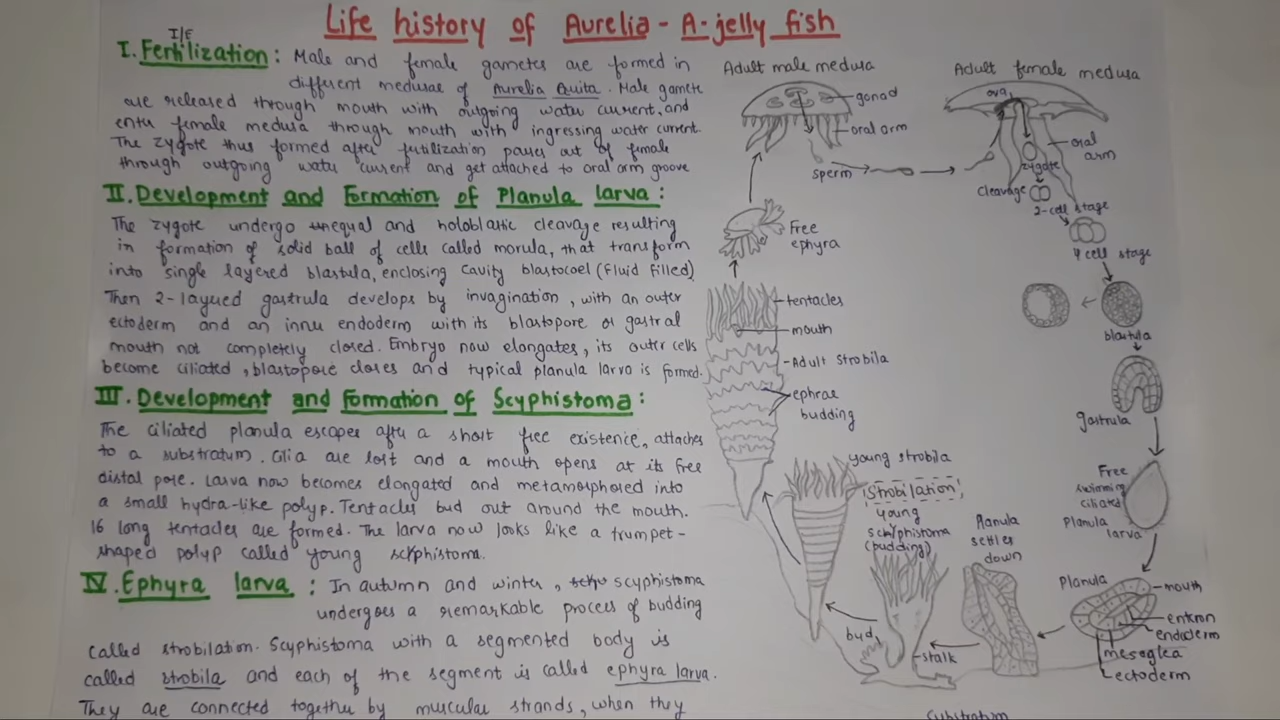 Life history of Aurelia - A-jelly fish
I/E
I. Fertilization : Male and female gametes are formed in
different medusae of Aurelia Aurita. Male gamete
are released through mouth with outgoing water current, and
enter female medusa through mouth with ingressing water current.
The zygote thus formed after fertilization passes out of female
through outgoing water current and get attached to oral arm groove
II. Development and Formation of Planula larva :
The zygote undergo unequal and holoblastic cleavage resulting
in formation of solid ball of cells called morula, that transform
into single layered blastula, enclosing cavity blastocoel (fluid filled)
Then 2-layered gastrula develops by invagination, with an outer
ectoderm and an inner endoderm with its blastopore or gastral
mouth not completely closed. Embryo now elongates, its outer cells
become ciliated, blastopore closes and typical planula larva is formed.
III. Development and Formation of Scyphistoma :
The ciliated planula escapes after a short free existence, attaches
to a substratum. Cilia are lost and a mouth opens at its free
distal pole. Larva now becomes elongated and metamorphosed into
a small hydra-like polyp. Tentacles bud out around the mouth.
16 long tentacles are formed. The larva now looks like a trumpet-
shaped polyp called young scyphistoma.
IV. Ephyra larva : In autumn and winter, scyphistoma
undergoes a remarkable process of budding
called strobilation. Scyphistoma with a segmented body is
called strobila and each of the segment is called ephyra larva.
They are connected together by muscular strands, when they
Adult male medusa
gonad
oral arm
sperm
Adult female medusa
ova
oral
arm
zygote
cleavage
2-cell stage
4 cell stage
blastula
gastrula
Free
swimming
ciliated
Planula
larva
Planula
mouth
entron
endoderm
mesoglea
ectoderm
Planula
settles
down
young
scyphistoma
(budding)
bud
stalk
Substratum
young strobila
Strobilation
tentacles
mouth
Adult strobila
ephrae
budding
Free
ephyra